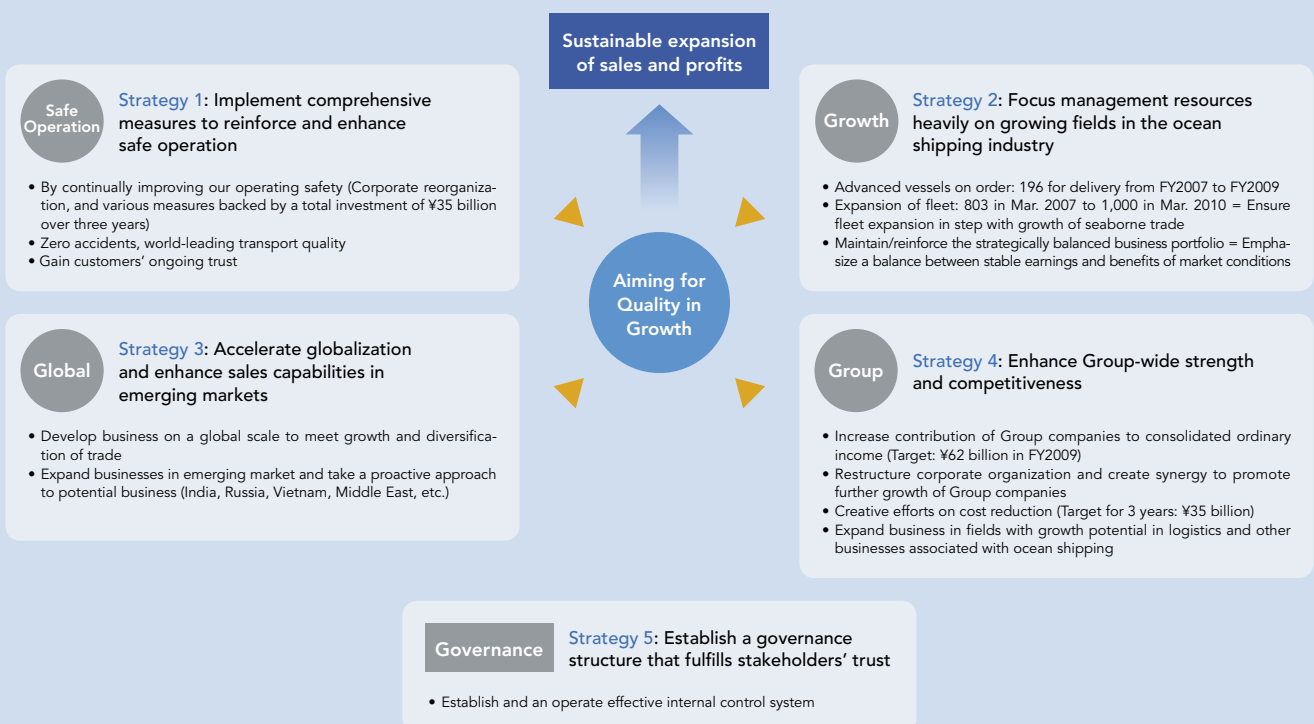 Sustainable expansion
of sales and profits
Safe
Operation
Strategy 1: Implement comprehensive
measures to reinforce and enhance
safe operation
• By continually improving our operating safety (Corporate reorganiza-
tion, and various measures backed by a total investment of ¥35 billion
over three years)
• Zero accidents, world-leading transport quality
• Gain customers' ongoing trust
Growth
Strategy 2: Focus management resources
heavily on growing fields in the ocean
shipping industry
• Advanced vessels on order: 196 for delivery from FY2007 to FY2009
• Expansion of fleet: 803 in Mar. 2007 to 1,000 in Mar. 2010 = Ensure
fleet expansion in step with growth of seaborne trade
• Maintain/reinforce the strategically balanced business portfolio = Empha-
size a balance between stable earnings and benefits of market conditions
Aiming for
Quality in
Growth
Global
Strategy 3: Accelerate globalization
and enhance sales capabilities in
emerging markets
• Develop business on a global scale to meet growth and diversifica-
tion of trade
• Expand businesses in emerging market and take a proactive approach
to potential business (India, Russia, Vietnam, Middle East, etc.)
Group
Strategy 4: Enhance Group-wide strength
and competitiveness
• Increase contribution of Group companies to consolidated ordinary
income (Target: ¥62 billion in FY2009)
• Restructure corporate organization and create synergy to promote
further growth of Group companies
• Creative efforts on cost reduction (Target for 3 years: ¥35 billion)
• Expand business in fields with growth potential in logistics and other
businesses associated with ocean shipping
Governance
Strategy 5: Establish a governance
structure that fulfills stakeholders' trust
• Establish and an operate effective internal control system